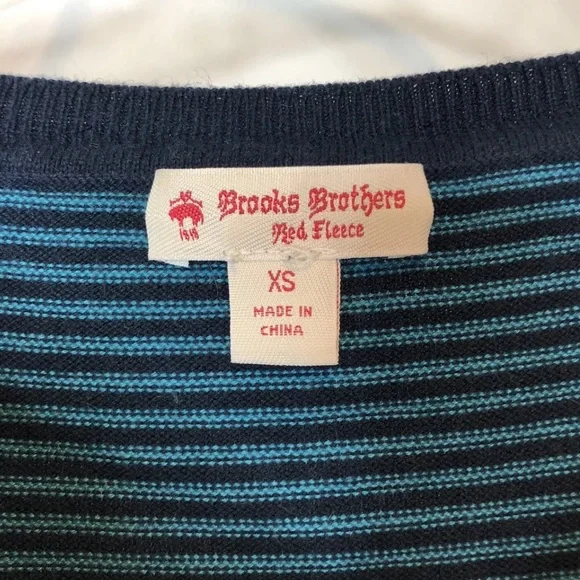 Brooks Brothers
Red Fleece
1818
XS
MADE IN
CHINA